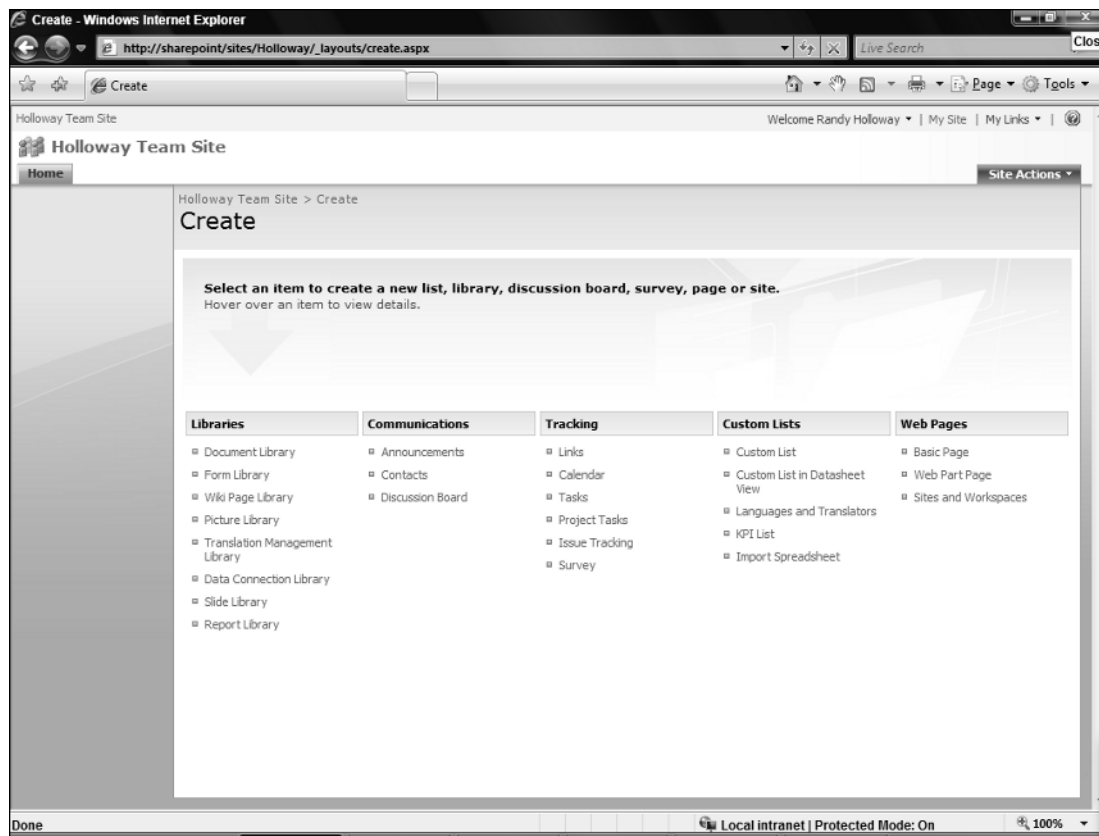 Create - Windows Internet Explorer
http://sharepoint/sites/Holloway/_layouts/create.aspx
Live Search
Clos
Create
Page
Tools
Holloway Team Site
Welcome Randy Holloway | My Site | My Links |
Holloway Team Site
Home
Site Actions
Holloway Team Site > Create
Create
Select an item to create a new list, library, discussion board, survey, page or site.
Hover over an item to view details.
Libraries
Document Library
Form Library
Wiki Page Library
Picture Library
Translation Management
Library
Data Connection Library
Slide Library
Report Library
Communications
Announcements
Contacts
Discussion Board
Tracking
Links
Calendar
Tasks
Project Tasks
Issue Tracking
Survey
Custom Lists
Custom List
Custom List in Datasheet
View
Languages and Translators
KPI List
Import Spreadsheet
Web Pages
Basic Page
Web Part Page
Sites and Workspaces
Done
Local intranet | Protected Mode: On
100%